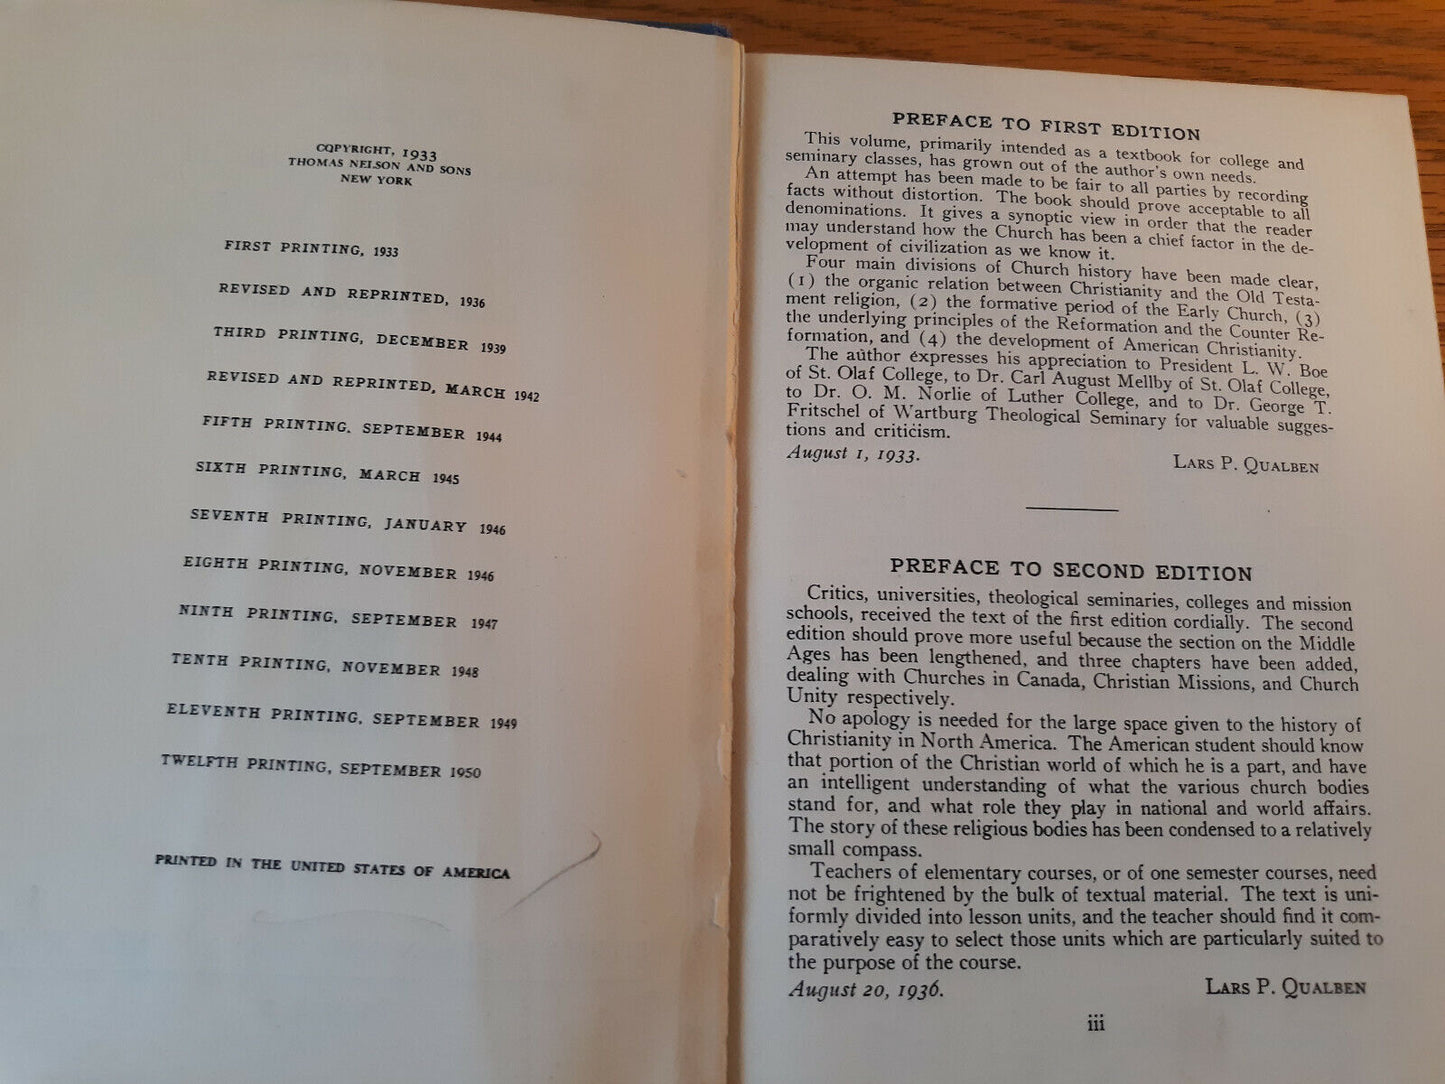 COPYRIGHT, 1933
THOMAS NELSON AND SONS
NEW YORK
FIRST PRINTING, 1933
REVISED AND REPRINTED, 1936
THIRD PRINTING, DECEMBER 1939
REVISED AND REPRINTED, MARCH 1942
FIFTH PRINTING, SEPTEMBER 1944
SIXTH PRINTING, MARCH 1945
SEVENTH PRINTING, JANUARY 1946
EIGHTH PRINTING, NOVEMBER 1946
NINTH PRINTING, SEPTEMBER 1947
TENTH PRINTING, NOVEMBER 1948
ELEVENTH PRINTING, SEPTEMBER 1949
TWELFTH PRINTING, SEPTEMBER 1950
PRINTED IN THE UNITED STATES OF AMERICA
PREFACE TO FIRST EDITION
This volume, primarily intended as a textbook for college and
seminary classes, has grown out of the author's own needs.
An attempt has been made to be fair to all parties by recording
facts without distortion. The book should prove acceptable to all
denominations. It gives a synoptic view in order that the reader
may understand how the Church has been a chief factor in the de-
velopment of civilization as we know it.
Four main divisions of Church history have been made clear,
(1) the organic relation between Christianity and the Old Testa-
ment religion, (2) the formative period of the Early Church, (3)
the underlying principles of the Reformation and the Counter Re-
formation, and (4) the development of American Christianity.
The author expresses his appreciation to President L. W. Boe
of St. Olaf College, to Dr. Carl August Mellby of St. Olaf College,
to Dr. O. M. Norlie of Luther College, and to Dr. George T.
Fritschel of Wartburg Theological Seminary for valuable sugges-
tions and criticism.
August 1, 1933. LARS P. QUALBEN
PREFACE TO SECOND EDITION
Critics, universities, theological seminaries, colleges and mission
schools, received the text of the first edition cordially. The second
edition should prove more useful because the section on the Middle
Ages has been lengthened, and three chapters have been added,
dealing with Churches in Canada, Christian Missions, and Church
Unity respectively.
No apology is needed for the large space given to the history of
Christianity in North America. The American student should know
that portion of the Christian world of which he is a part, and have
an intelligent understanding of what the various church bodies
stand for, and what role they play in national and world affairs.
The story of these religious bodies has been condensed to a relatively
small compass.
Teachers of elementary courses, or of one semester courses, need
not be frightened by the bulk of textual material. The text is uni-
formly divided into lesson units, and the teacher should find it com-
paratively easy to select those units which are particularly suited to
the purpose of the course.
August 20, 1936. LARS P. QUALBEN
iii